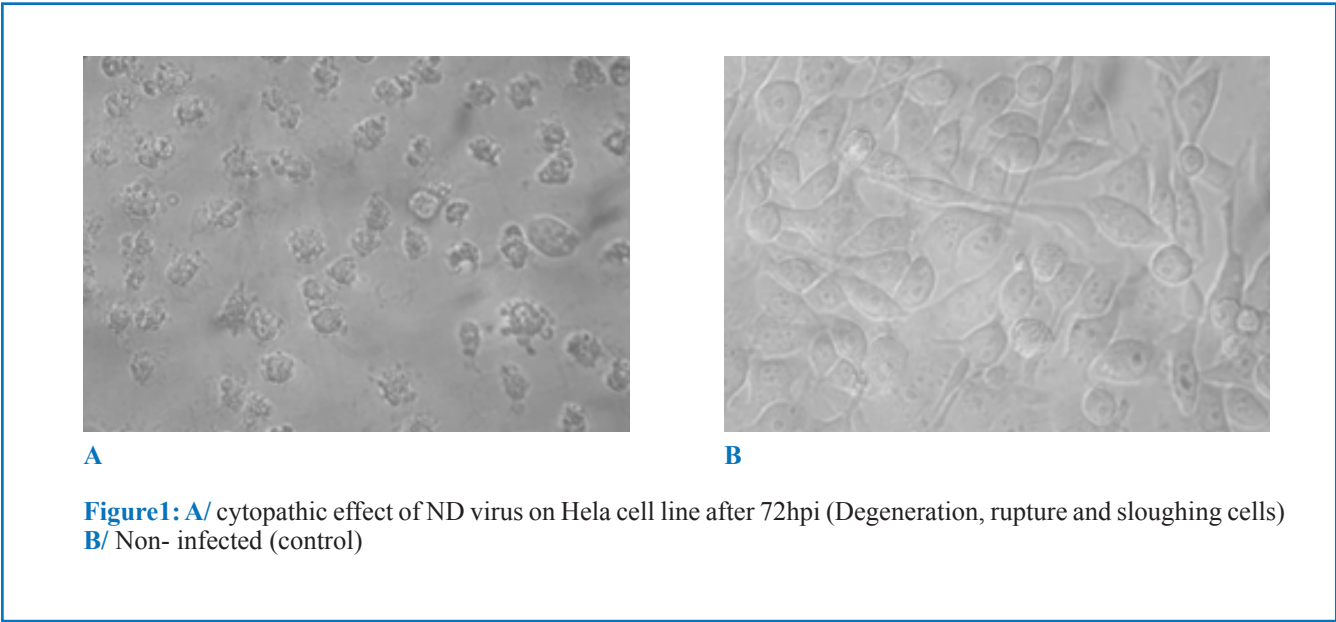 A
B
Figure1: A/ cytopathic effect of ND virus on Hela cell line after 72hpi (Degeneration, rupture and sloughing cells)
B/ Non- infected (control)